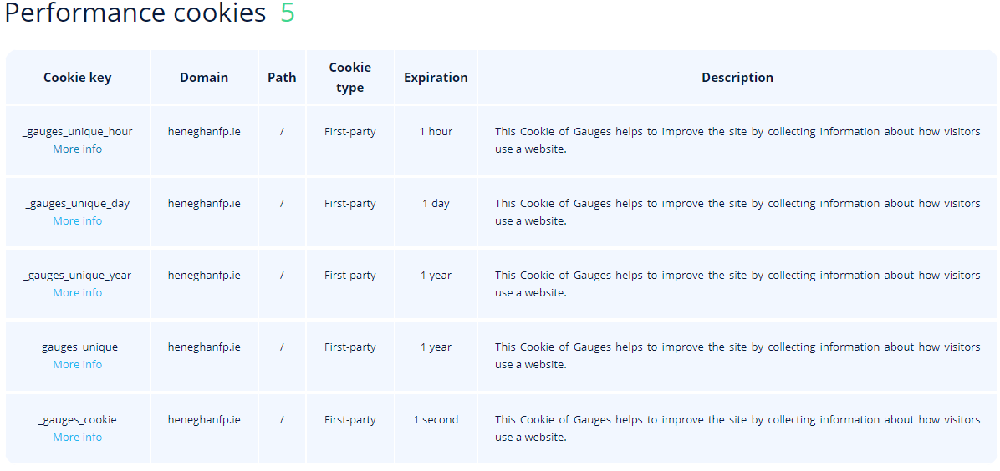 Performance cookies 5
Cookie key Domain Path Cookie type Expiration Description
_gauges_unique_hour heneghanfp.ie / First-party 1 hour This Cookie of Gauges helps to improve the site by collecting information about how visitors
More info use a website.
_gauges_unique_day heneghanfp.ie / First-party 1 day This Cookie of Gauges helps to improve the site by collecting information about how visitors
More info use a website.
_gauges_unique_year heneghanfp.ie / First-party 1 year This Cookie of Gauges helps to improve the site by collecting information about how visitors
More info use a website.
_gauges_unique heneghanfp.ie / First-party 1 year This Cookie of Gauges helps to improve the site by collecting information about how visitors
More info use a website.
_gauges_cookie heneghanfp.ie / First-party 1 second This Cookie of Gauges helps to improve the site by collecting information about how visitors
More info use a website.